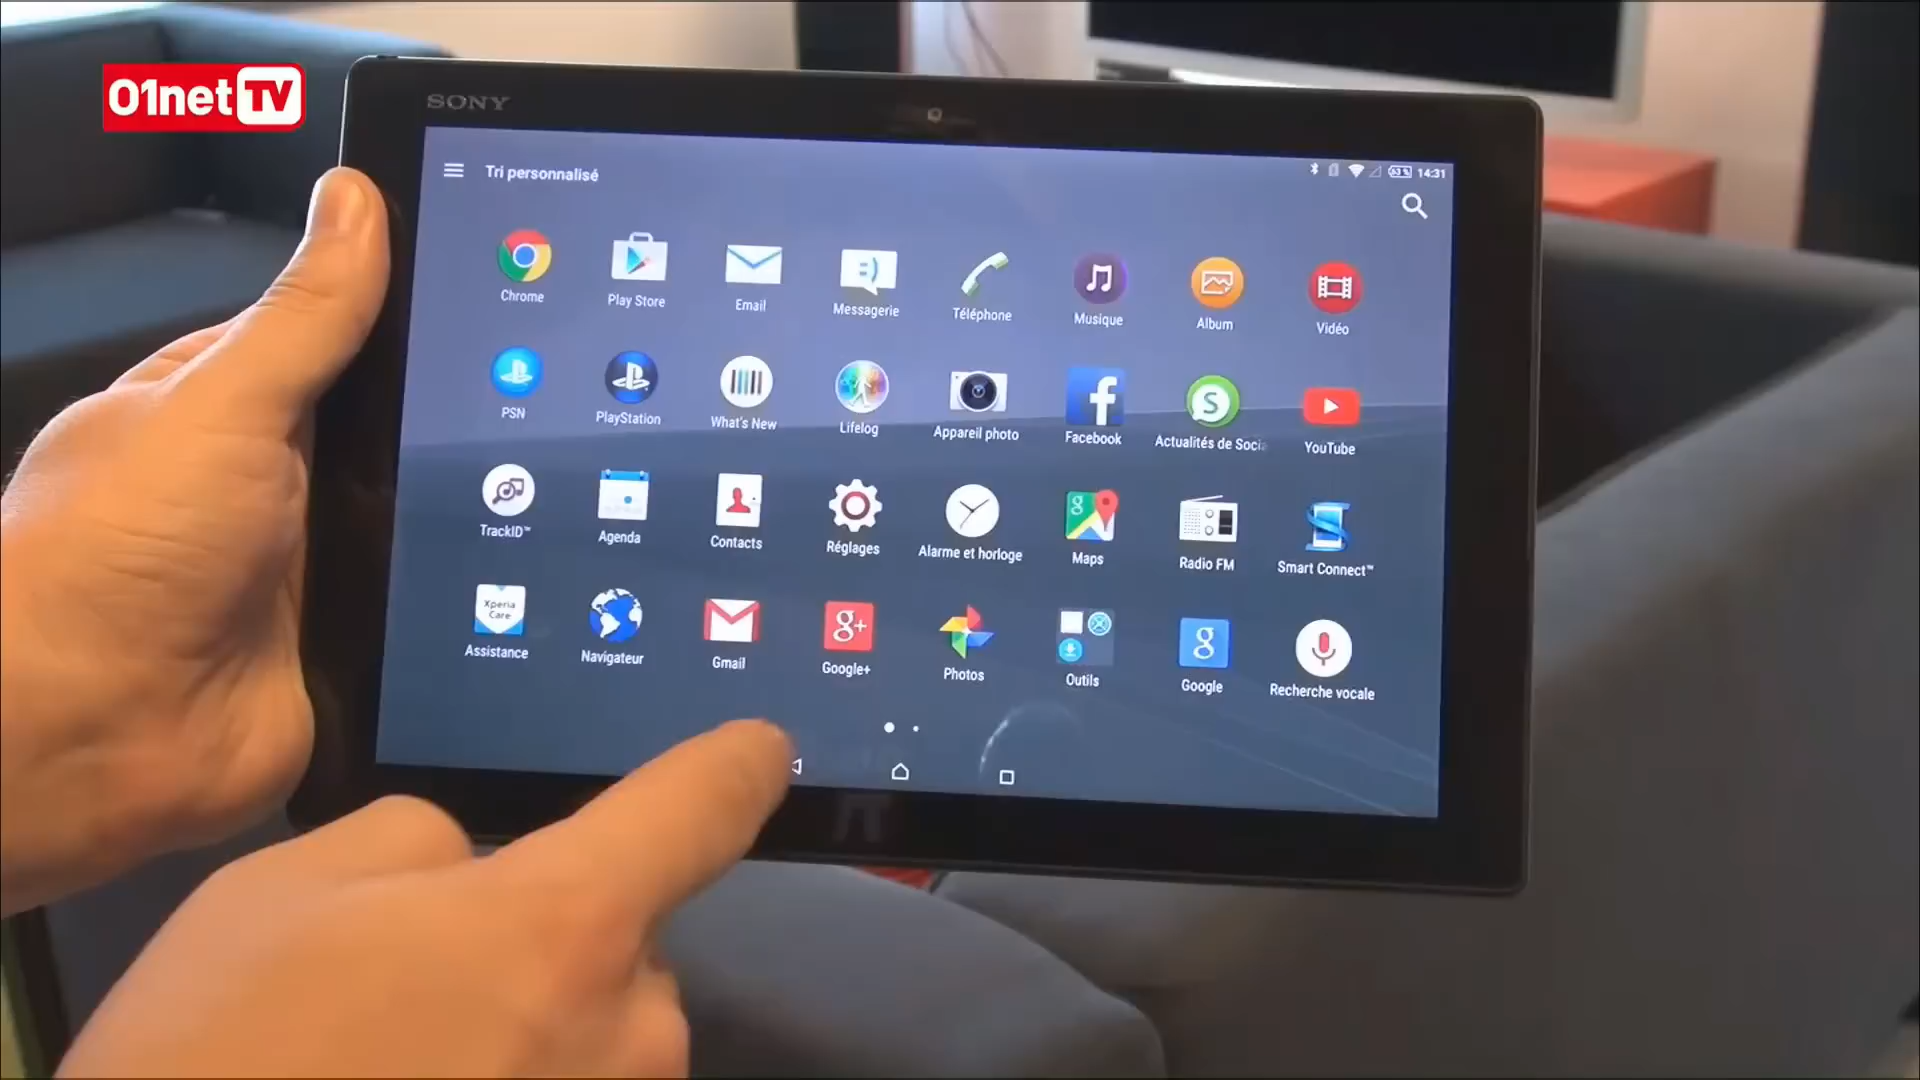 01netTV
SONY
Tri personnalisé
63 % 14:31
Chrome
Play Store
Email
Messagerie
Téléphone
Musique
Album
Vidéo
PSN
PlayStation
What's New
Lifelog
Appareil photo
Facebook
Actualités de Socia
YouTube
TrackID™
Agenda
Contacts
Réglages
Alarme et horloge
Maps
Radio FM
Smart Connect™
Xperia
Care
Assistance
Navigateur
Gmail
g+
Google+
Photos
Outils
g
Google
Recherche vocale